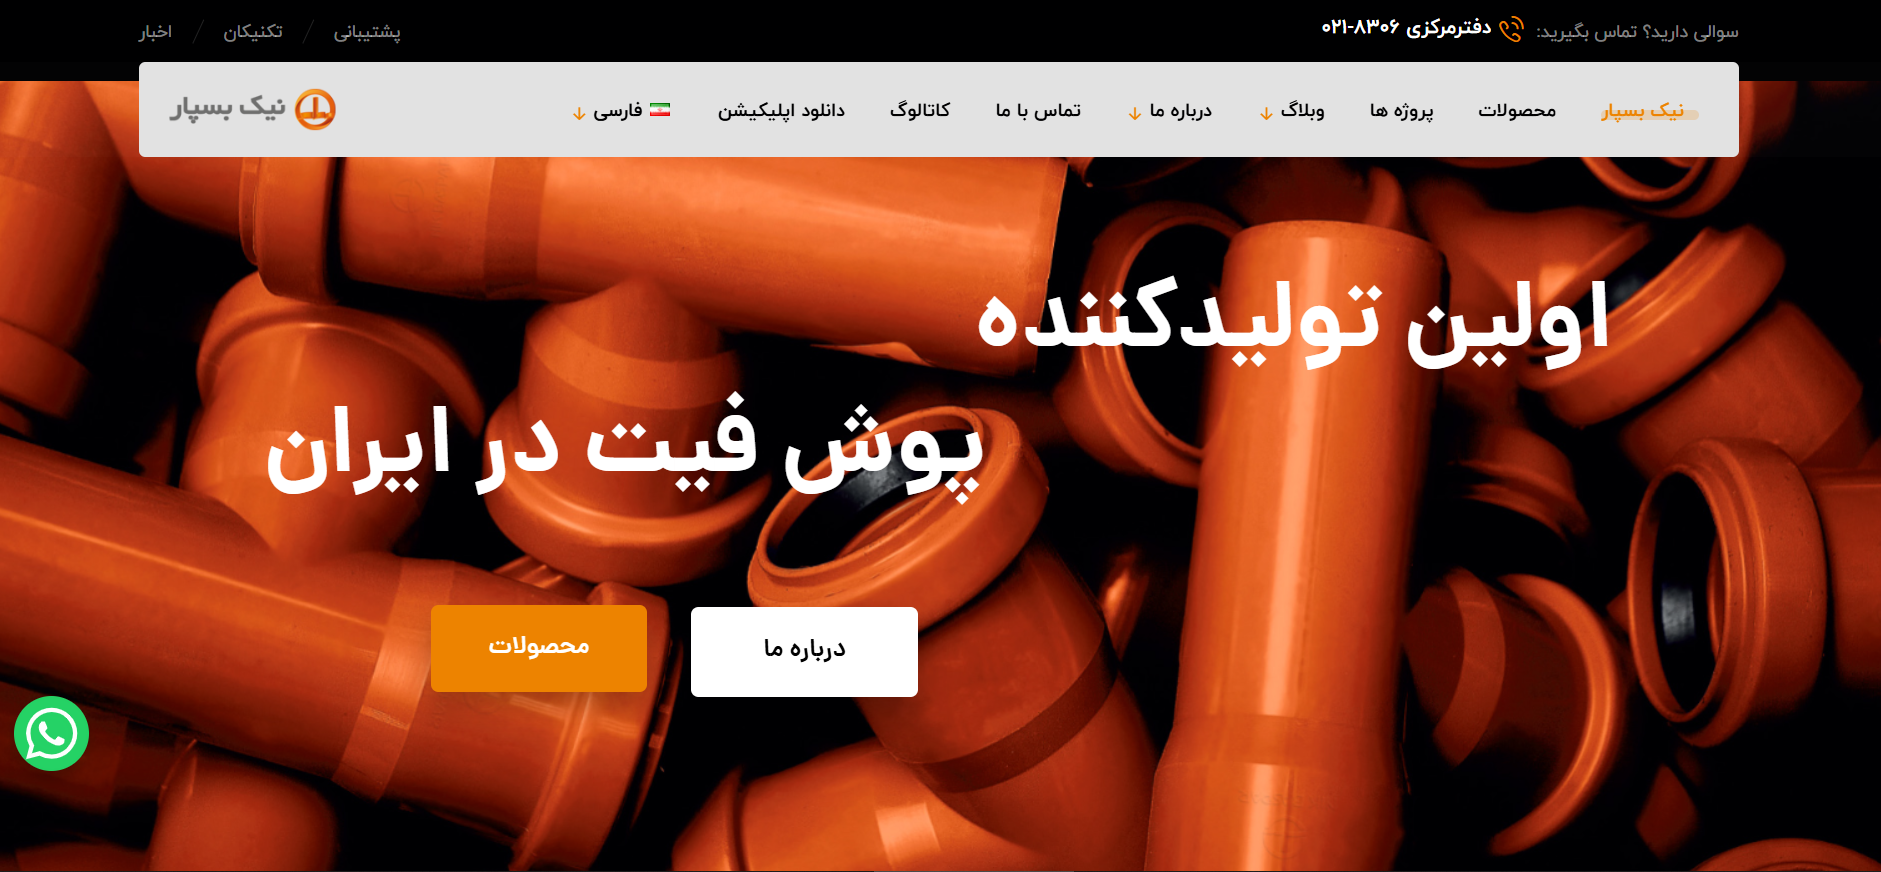 سوالی دارید؟ تماس بگیرید: دفترمرکزی ۰۲۱-۸۳۰۶
پشتیبانی / تکنیکان / اخبار
نیک بسپار محصولات پروژه ها وبلاگ درباره ما تماس با ما کاتالوگ دانلود اپلیکیشن فارسی
نیک بسپار
اولین تولیدکننده
پوش فیت در ایران
درباره ما
محصولات